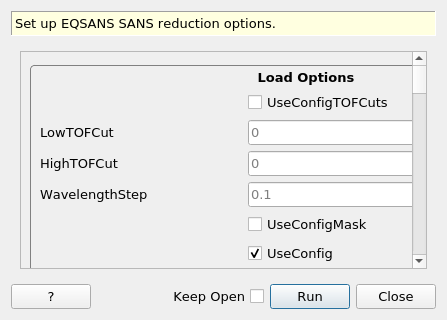 Set up EQSANS SANS reduction options.
Load Options
UseConfigTOFCuts
LowTOFCut 0
HighTOFCut 0
WavelengthStep 0.1
UseConfigMask
UseConfig
? Keep Open Run Close